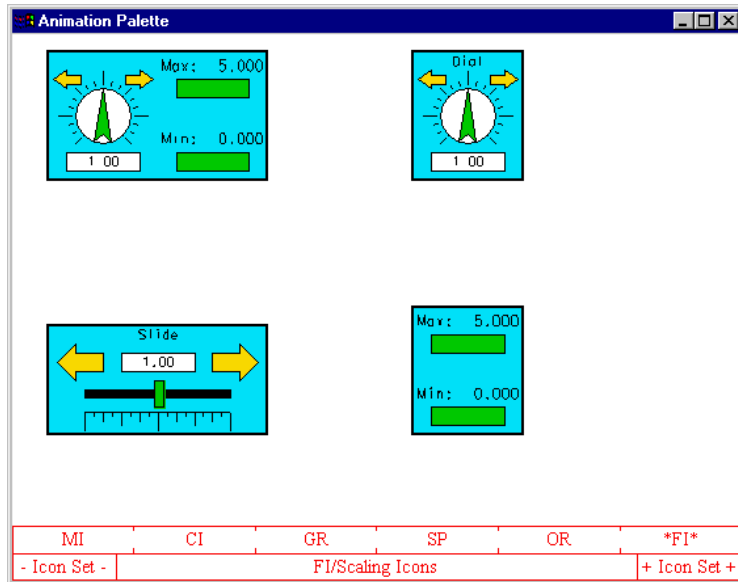 Animation Palette
Max: 5.000
Min: 0.000
1 00
Dial
1 00
Slide
1.00
Max: 5.000
Min: 0.000
MI CI GR SP OR *FI*
- Icon Set - FI/Scaling Icons + Icon Set +